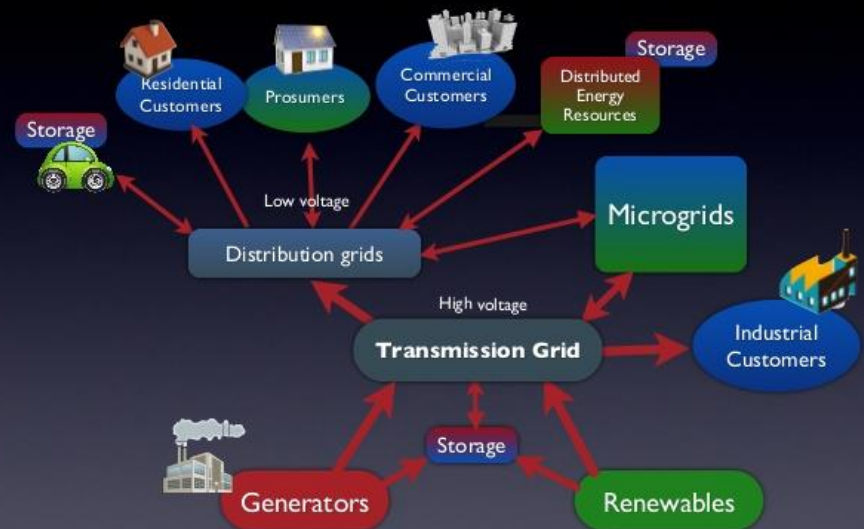 Storage
Residential
Customers
Prosumers
Commercial
Customers
Distributed
Energy
Resources
Storage
Low voltage
Microgrids
Distribution grids
High voltage
Transmission Grid
Industrial
Customers
Storage
Generators
Renewables